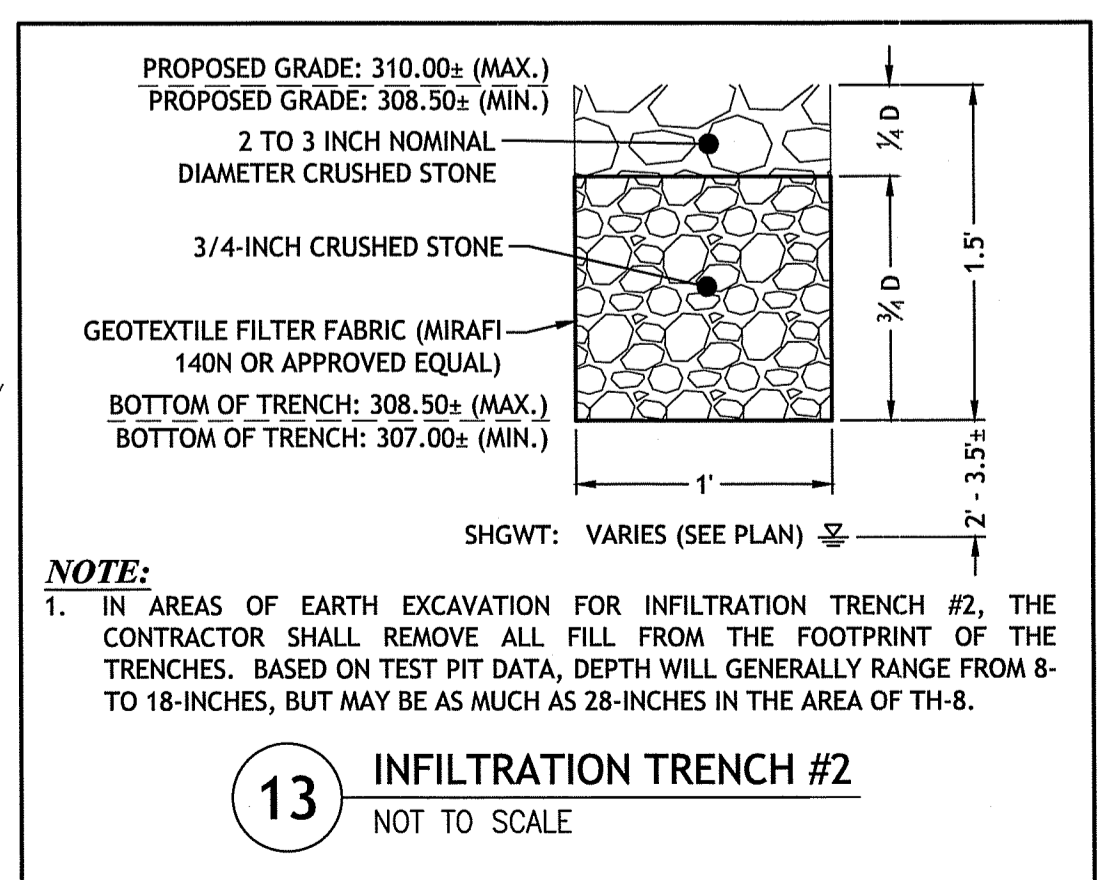 PROPOSED GRADE: 310.00± (MAX.)
PROPOSED GRADE: 308.50± (MIN.)
2 TO 3 INCH NOMINAL
DIAMETER CRUSHED STONE
3/4-INCH CRUSHED STONE
GEOTEXTILE FILTER FABRIC (MIRAFI
140N OR APPROVED EQUAL)
BOTTOM OF TRENCH: 308.50± (MAX.)
BOTTOM OF TRENCH: 307.00± (MIN.)
1/4 D
3/4 D
1.5'
1'
2' - 3.5'±
SHGWT: VARIES (SEE PLAN)
NOTE:
1. IN AREAS OF EARTH EXCAVATION FOR INFILTRATION TRENCH #2, THE
CONTRACTOR SHALL REMOVE ALL FILL FROM THE FOOTPRINT OF THE
TRENCHES. BASED ON TEST PIT DATA, DEPTH WILL GENERALLY RANGE FROM 8-
TO 18-INCHES, BUT MAY BE AS MUCH AS 28-INCHES IN THE AREA OF TH-8.
13
INFILTRATION TRENCH #2
NOT TO SCALE